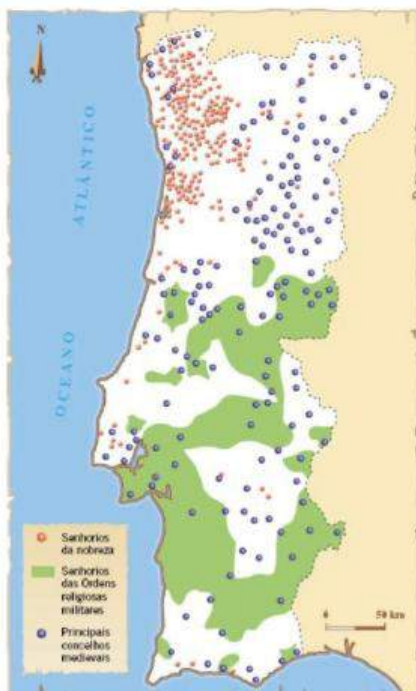 N
ATLÂNTICO
OCEANO
Senhorios
da nobreza
Senhorios
das Ordens
religiosas
militares
Principais
concelhos
medievais
0 50 km